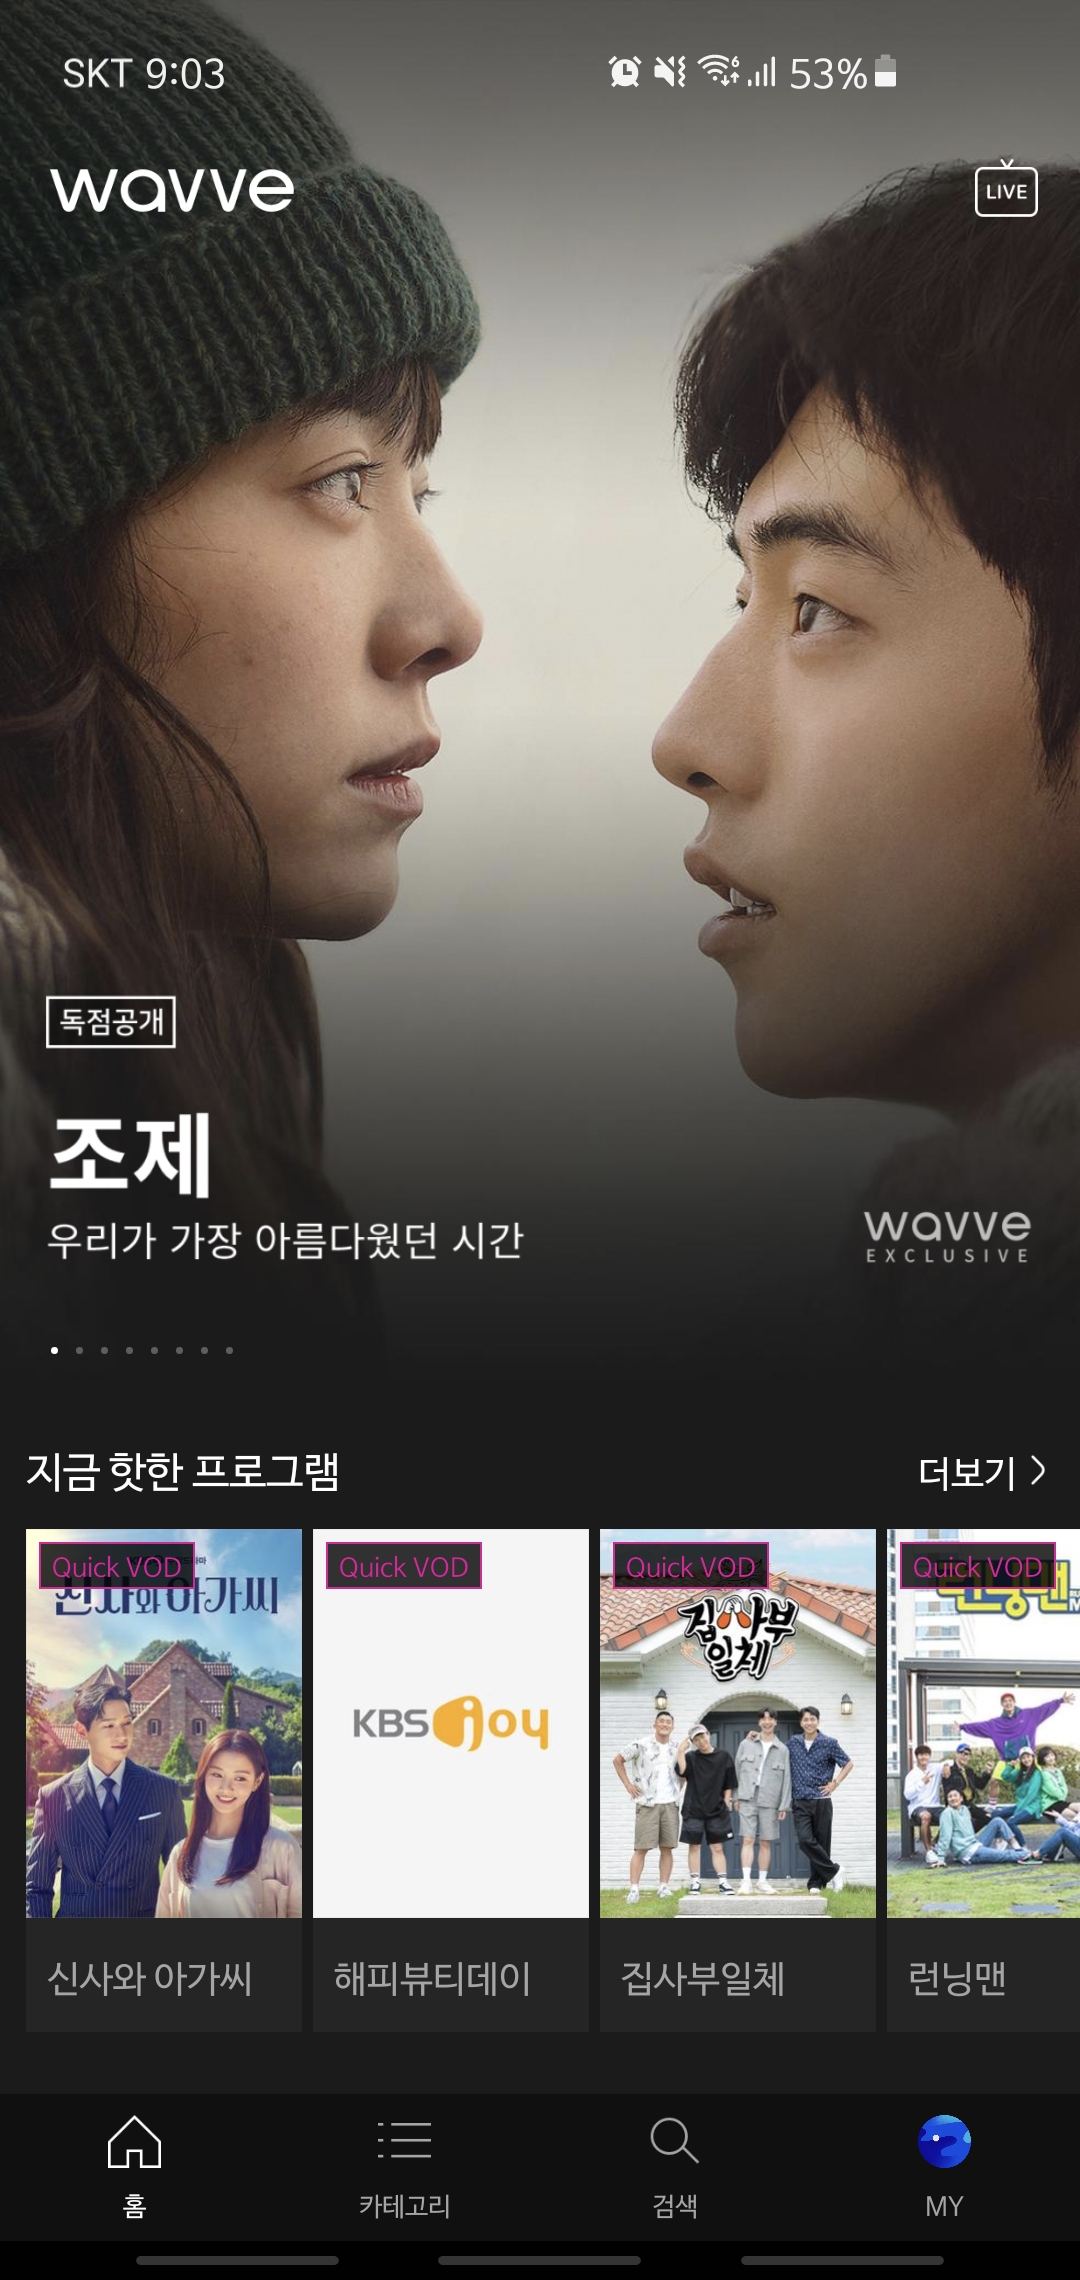 SKT 9:03
53%
wavve
LIVE
독점공개
조제
우리가 가장 아름다웠던 시간
wavve
EXCLUSIVE
지금 핫한 프로그램
더보기
Quick VOD
신사와 아가씨
Quick VOD
KBS joy
Quick VOD
집사부
일체
Quick VOD
런닝맨
신사와 아가씨
해피뷰티데이
집사부일체
런닝맨
홈
카테고리
검색
MY